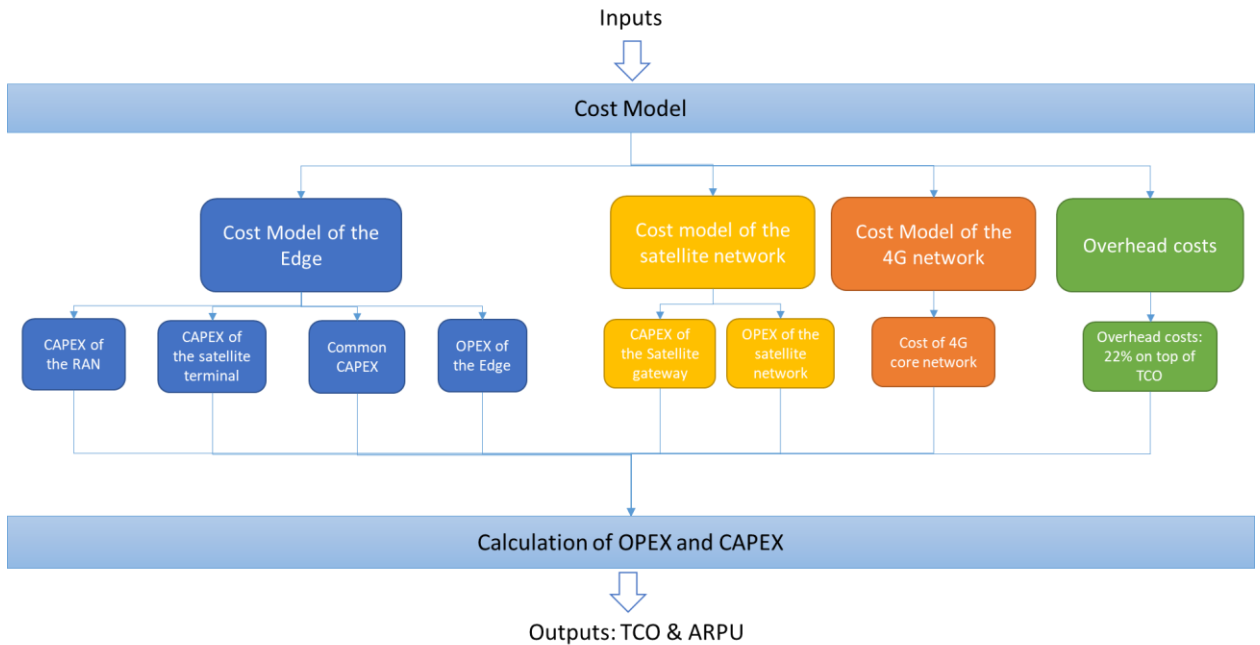 Inputs
Cost Model
Cost Model of the
Edge
Cost model of the
satellite network
Cost Model of the
4G network
Overhead costs
CAPEX of
the RAN
CAPEX of
the satellite
terminal
Common
CAPEX
OPEX of
the Edge
CAPEX of
the Satellite
gateway
OPEX of
the satellite
network
Cost of 4G
core network
Overhead costs:
22% on top of
TCO
Calculation of OPEX and CAPEX
Outputs: TCO & ARPU